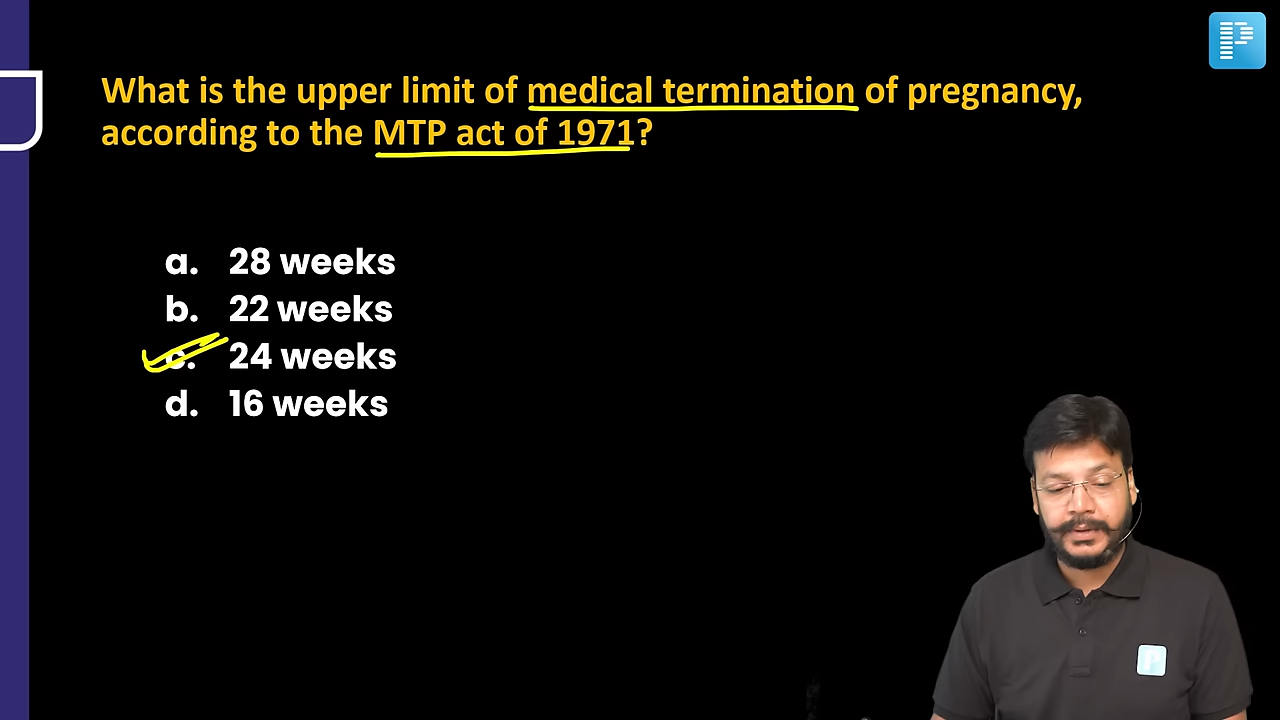 What is the upper limit of medical termination of pregnancy,
according to the MTP act of 1971?
a. 28 weeks
b. 22 weeks
c. 24 weeks
d. 16 weeks